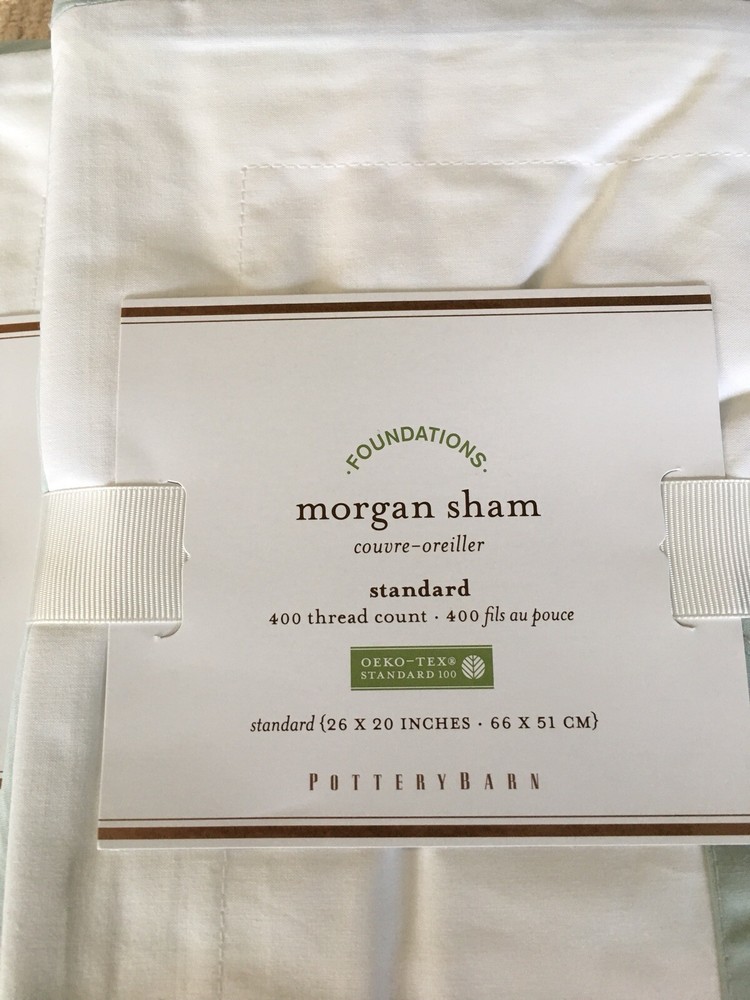 ·FOUNDATIONS·
morgan sham
couvre-oreiller
standard
400 thread count · 400 fils au pouce
OEKO-TEX®
STANDARD 100
standard {26 X 20 INCHES · 66 X 51 CM}
POTTERYBARN